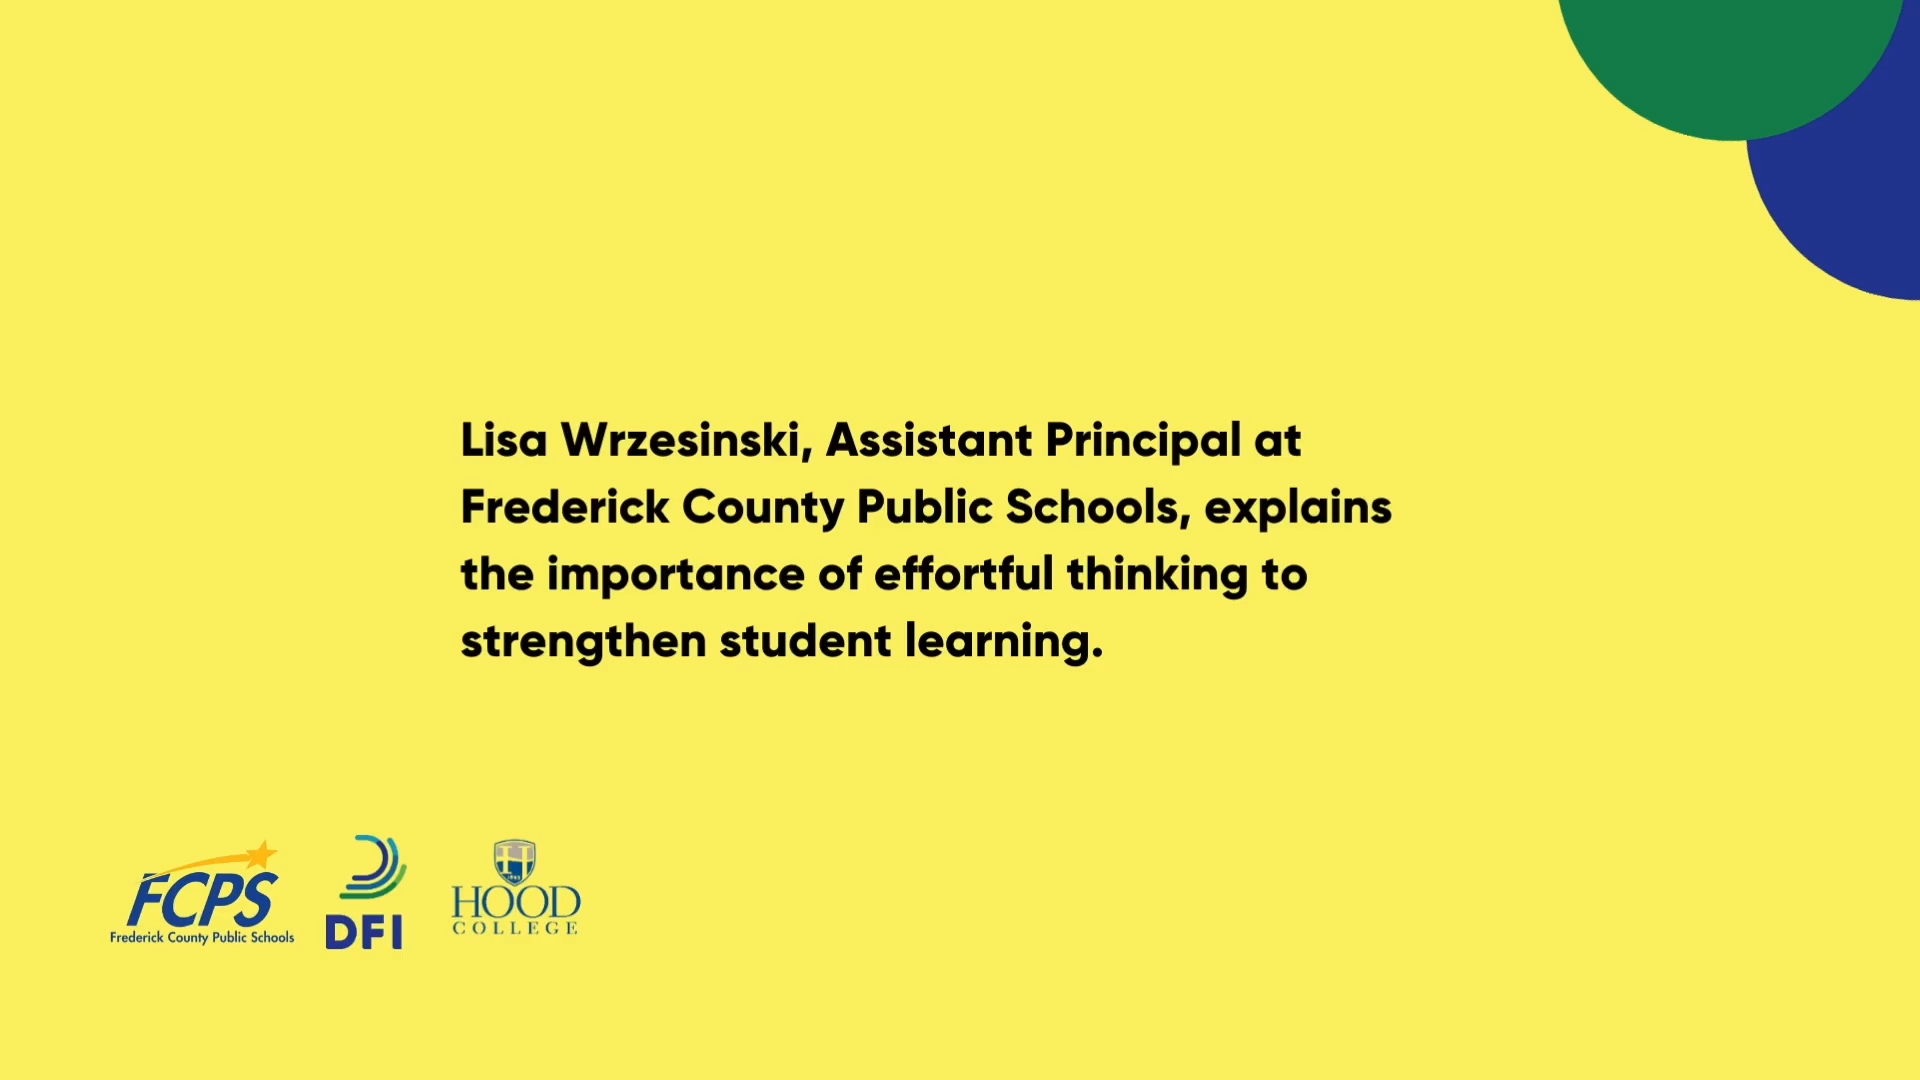 Lisa Wrzesinski, Assistant Principal at
Frederick County Public Schools, explains
the importance of effortful thinking to
strengthen student learning.
FCPS
Frederick County Public Schools
DFI
H
1893
HOOD
COLLEGE